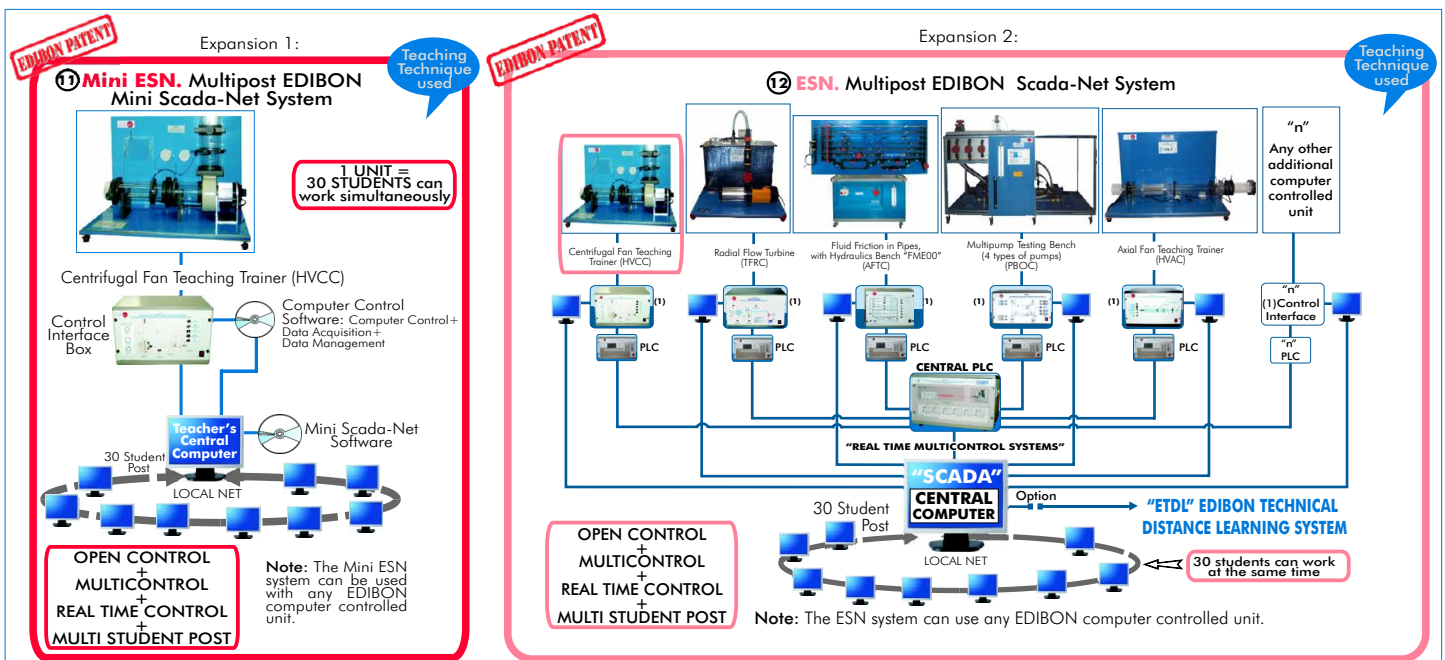 Expansion 1:
EDIBON PATENT
Teaching
Technique
used
11 Mini ESN. Multipost EDIBON
Mini Scada-Net System
1 UNIT =
30 STUDENTS can
work simultaneously
Centrifugal Fan Teaching Trainer (HVCC)
Control
Interface
Box
Computer Control
Software: Computer Control+
Data Acquisition+
Data Management
Teacher's
Central
Computer
Mini Scada-Net
Software
30 Student
Post
LOCAL NET
OPEN CONTROL
+
MULTICONTROL
+
REAL TIME CONTROL
+
MULTI STUDENT POST
Note: The Mini ESN
system can be used
with any EDIBON
computer controlled
unit.
Expansion 2:
EDIBON PATENT
Teaching
Technique
used
12 ESN. Multipost EDIBON Scada-Net System
Centrifugal Fan Teaching
Trainer (HVCC)
Radial Flow Turbine
(TFRC)
Fluid Friction in Pipes,
with Hydraulics Bench "FME00"
(AFTC)
Multipump Testing Bench
(4 types of pumps)
(PBOC)
Axial Fan Teaching Trainer
(HVAC)
"n"
Any other
additional
computer
controlled
unit
(1)
(1)
(1)
(1)
(1)
"n"
(1)Control
Interface
PLC
PLC
PLC
PLC
PLC
"n"
PLC
CENTRAL PLC
"REAL TIME MULTICONTROL SYSTEMS"
"SCADA"
CENTRAL
COMPUTER
Option
"ETDL" EDIBON TECHNICAL
DISTANCE LEARNING SYSTEM
30 Student
Post
LOCAL NET
30 students can work
at the same time
OPEN CONTROL
+
MULTICONTROL
+
REAL TIME CONTROL
+
MULTI STUDENT POST
Note: The ESN system can use any EDIBON computer controlled unit.